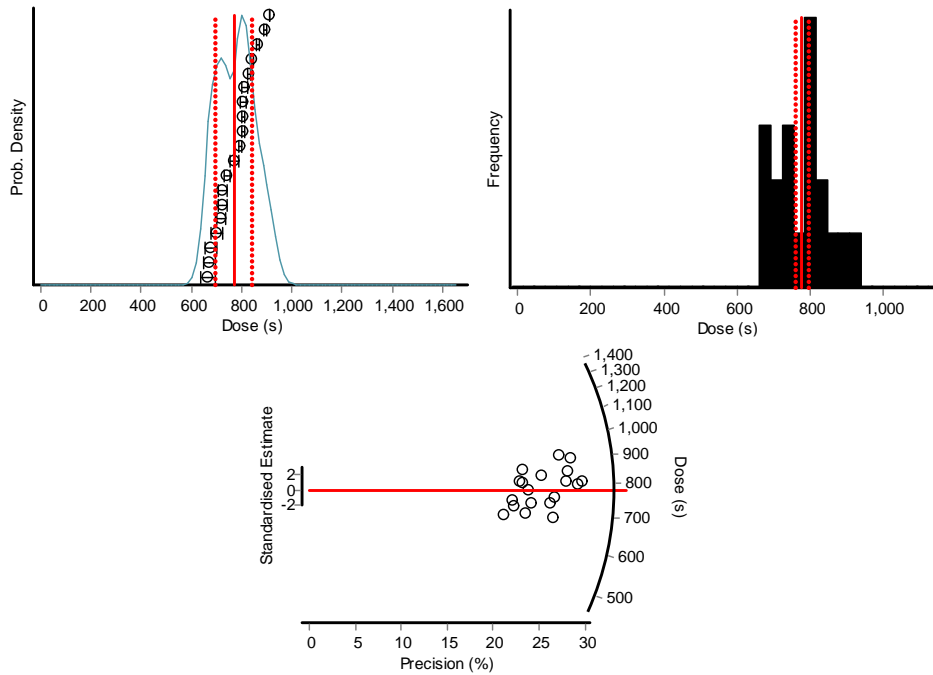 Prob. Density
0 200 400 600 800 1,000 1,200 1,400 1,600
Dose (s)
Frequency
0 200 400 600 800 1,000
Dose (s)
Standardised Estimate
2
0
-2
1,400
1,300
1,200
1,100
1,000
900
800
700
600
500
Dose (s)
0 5 10 15 20 25 30
Precision (%)